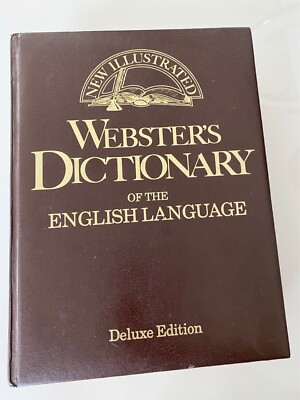 NEW ILLUSTRATED
WEBSTER'S
DICTIONARY
OF THE
ENGLISH LANGUAGE
Deluxe Edition